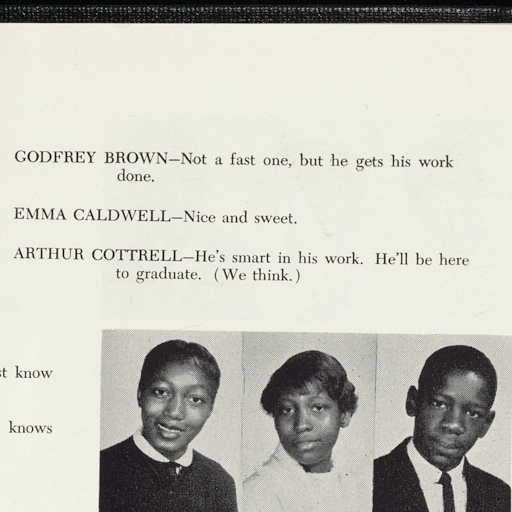 GODFREY BROWN—Not a fast one, but he gets his work
done.
EMMA CALDWELL—Nice and sweet.
ARTHUR COTTRELL—He's smart in his work. He'll be here
to graduate. (We think.)
know
knows